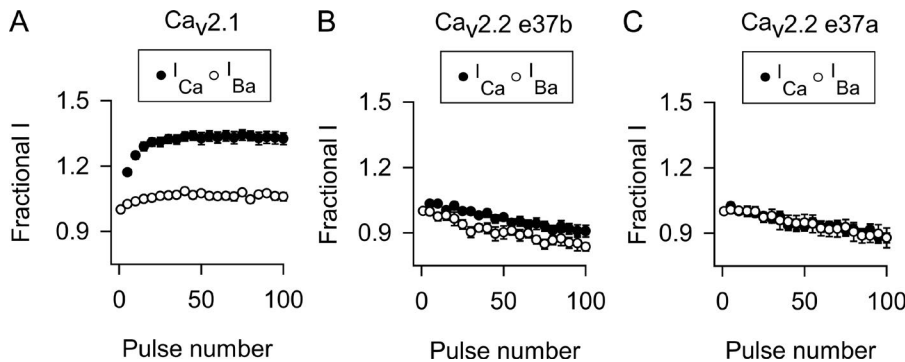 A
CaV2.1
ICa IBa
Fractional I
1.5
1.2
0.9
0
50
100
Pulse number
B
CaV2.2 e37b
ICa IBa
Fractional I
1.5
1.2
0.9
0
50
100
Pulse number
C
CaV2.2 e37a
ICa IBa
Fractional I
1.5
1.2
0.9
0
50
100
Pulse number